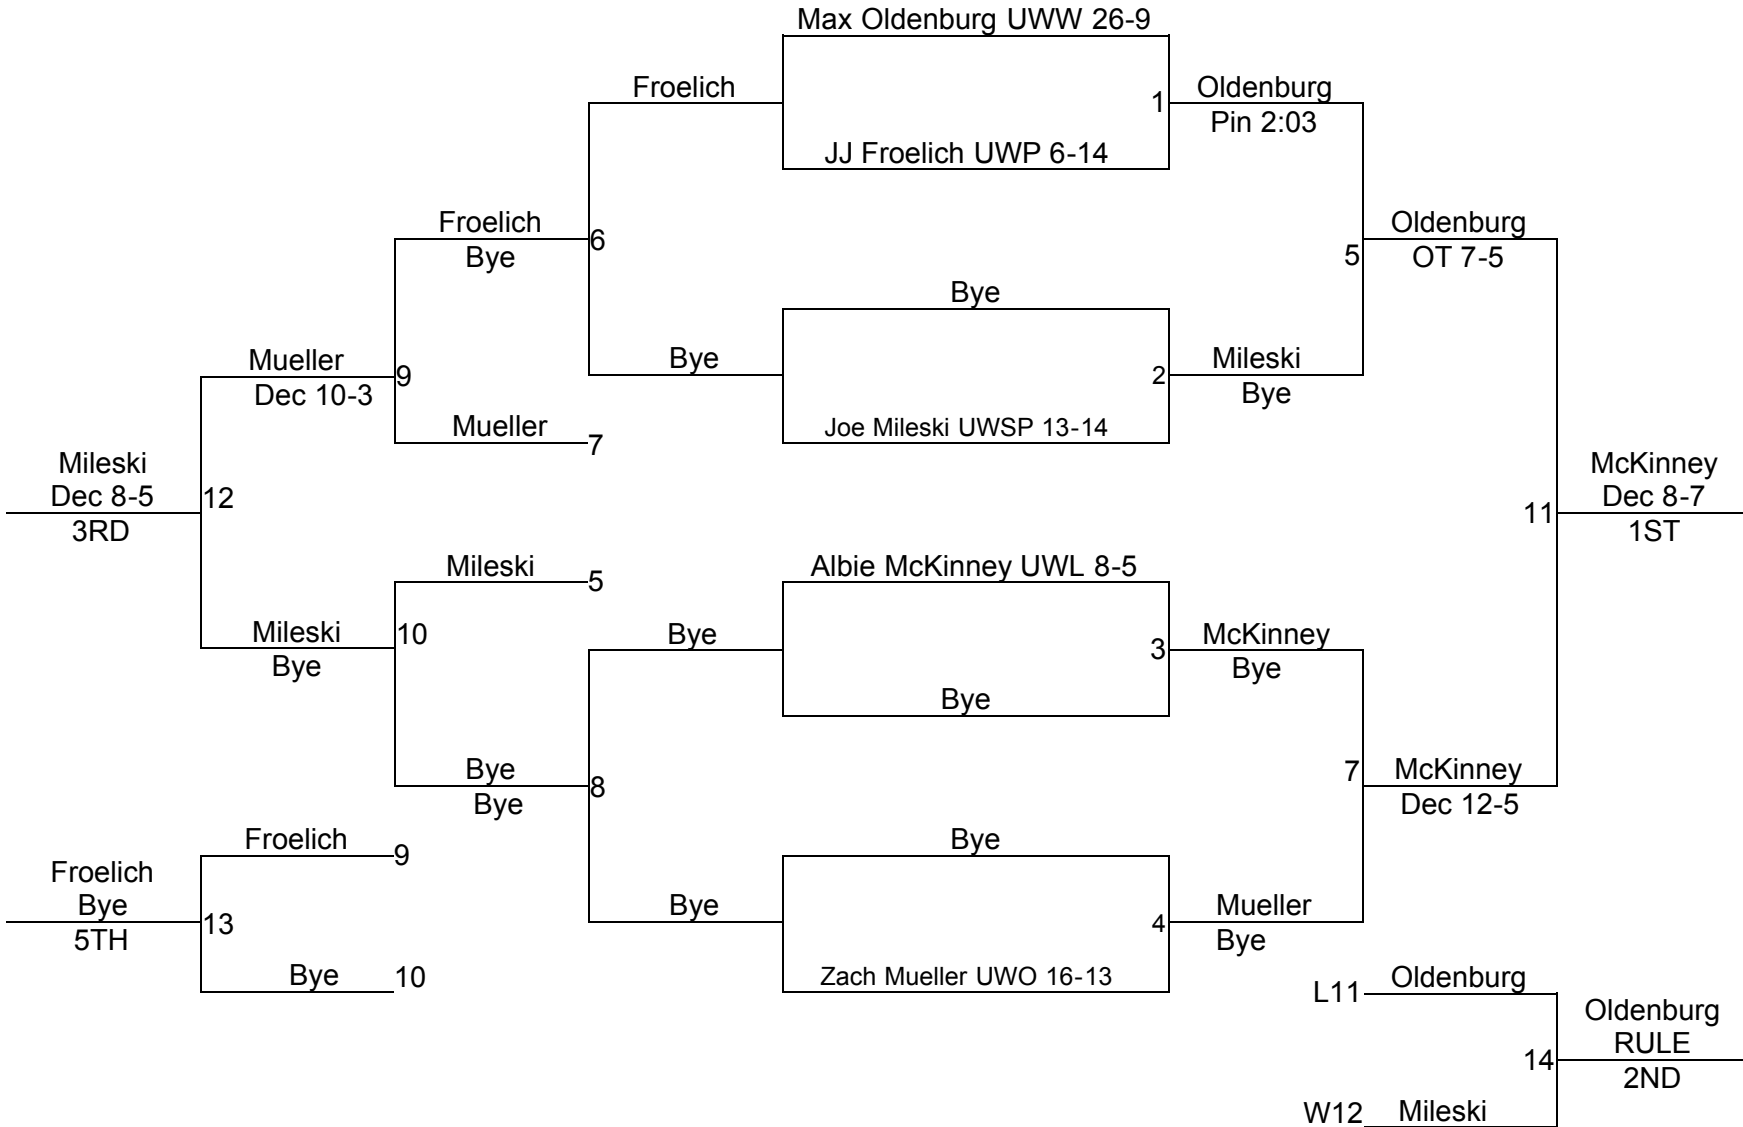 Max Oldenburg UWW 26-9
Froelich
1
Oldenburg
Pin 2:03
JJ Froelich UWP 6-14
Froelich
Bye
6
5
Oldenburg
OT 7-5
Bye
Mueller
Dec 10-3
9
Bye
2
Mileski
Bye
Mueller
7
Joe Mileski UWSP 13-14
Mileski
Dec 8-5
3RD
12
11
McKinney
Dec 8-7
1ST
Mileski
5
Albie McKinney UWL 8-5
Mileski
Bye
10
Bye
3
McKinney
Bye
Bye
Bye
Bye
8
7
McKinney
Dec 12-5
Froelich
9
Bye
Froelich
Bye
5TH
13
Bye
4
Mueller
Bye
Bye
10
Zach Mueller UWO 16-13
L11
Oldenburg
14
Oldenburg
RULE
2ND
W12
Mileski